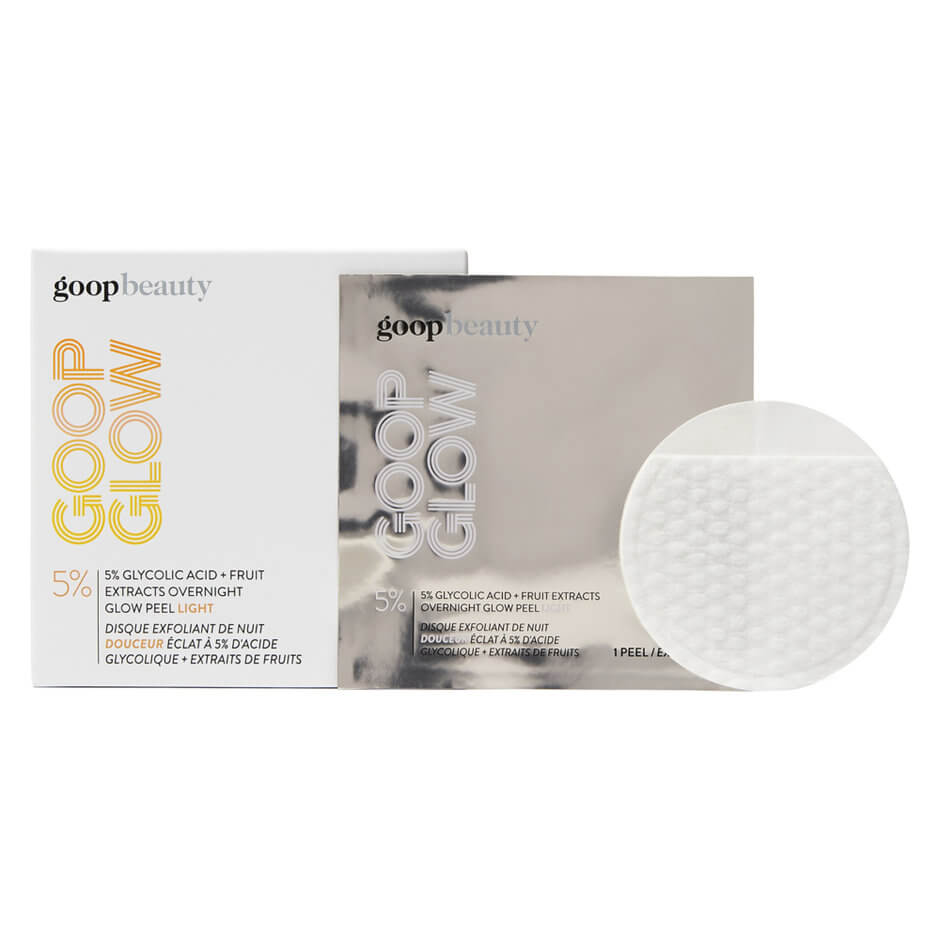 goopbeauty
GOOP
GLOW
5%
5% GLYCOLIC ACID + FRUIT
EXTRACTS OVERNIGHT
GLOW PEEL LIGHT
DISQUE EXFOLIANT DE NUIT
DOUCEUR ÉCLAT À 5% D'ACIDE
GLYCOLIQUE + EXTRAITS DE FRUITS
goopbeauty
GOOP
GLOW
5%
5% GLYCOLIC ACID + FRUIT EXTRACTS
OVERNIGHT GLOW PEEL LIGHT
DISQUE EXFOLIANT DE NUIT
DOUCEUR ÉCLAT À 5% D'ACIDE
GLYCOLIQUE + EXTRAITS DE FRUITS
1 PEEL /